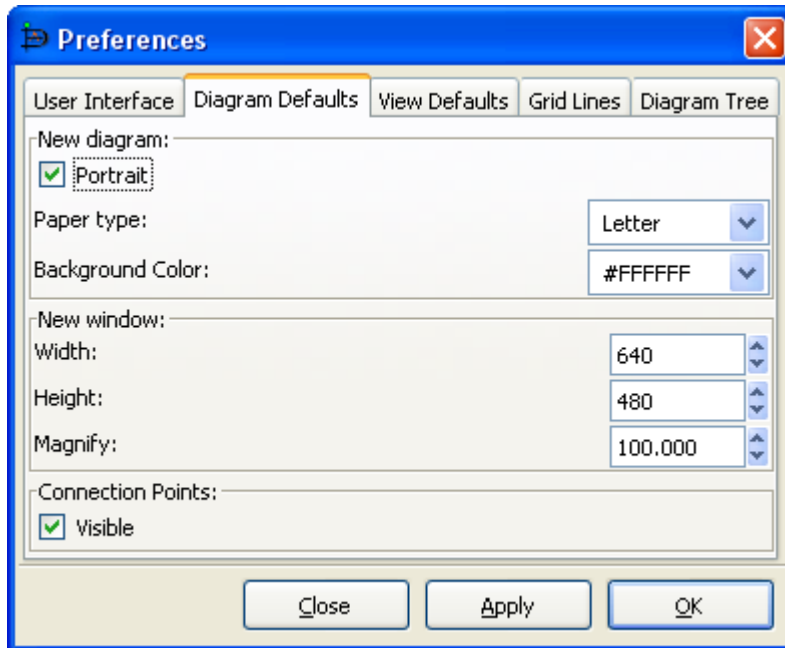 Preferences
User Interface Diagram Defaults View Defaults Grid Lines Diagram Tree
New diagram:
Portrait
Paper type: Letter
Background Color: #FFFFFF
New window:
Width: 640
Height: 480
Magnify: 100.000
Connection Points:
Visible
Close Apply OK